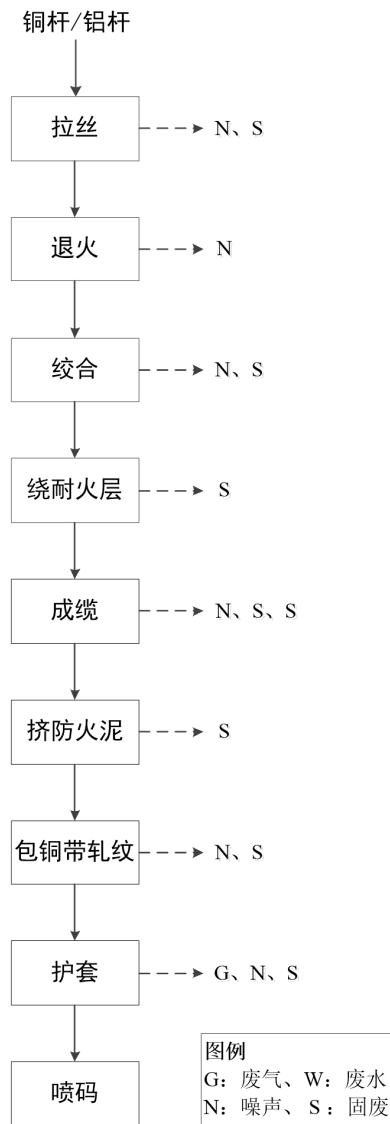 铜杆/铝杆
拉丝
N、S
退火
N
绞合
N、S
绕耐火层
S
成缆
N、S、S
挤防火泥
S
包铜带轧纹
N、S
护套
G、N、S
喷码
图例
G：废气、W：废水
N：噪声、S：固废